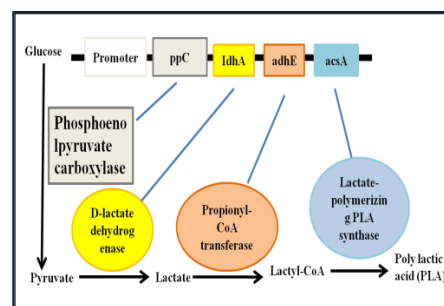 Glucose
Promoter
ppC
IdhA
adhE
acsA
Phosphoeno
lpyruvate
carboxylase
D-lactate
dehydrog
enase
Propionyl-
CoA
transferase
Lactate-
polymerizin
g PLA
synthase
Pyruvate
Lactate
Lactyl-CoA
Poly lactic
acid (PLA)